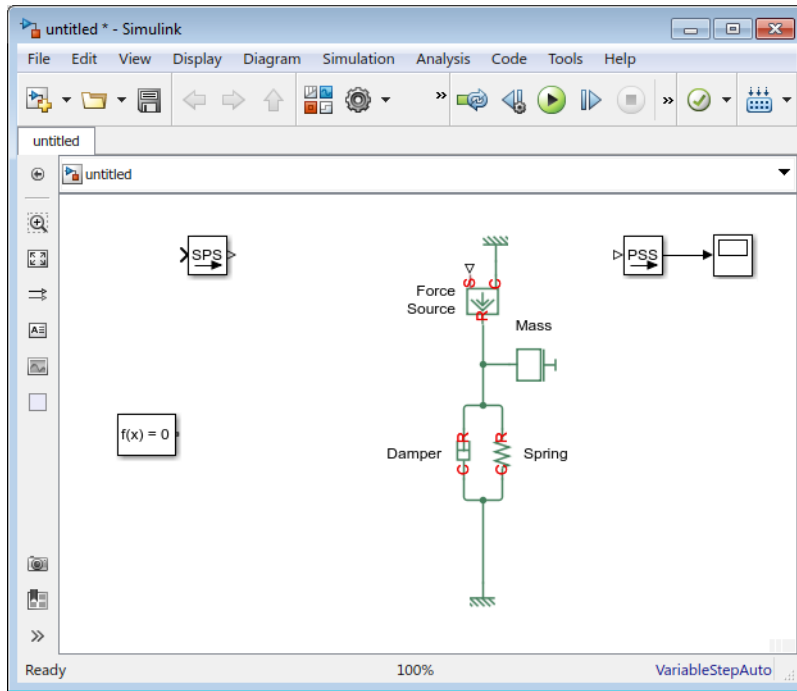 untitled * - Simulink
File Edit View Display Diagram Simulation Analysis Code Tools Help
untitled
untitled
SPS
PSS
S
C
Force
Source
R
Mass
f(x) = 0
R
R
Damper
Spring
C
C
Ready 100% VariableStepAuto